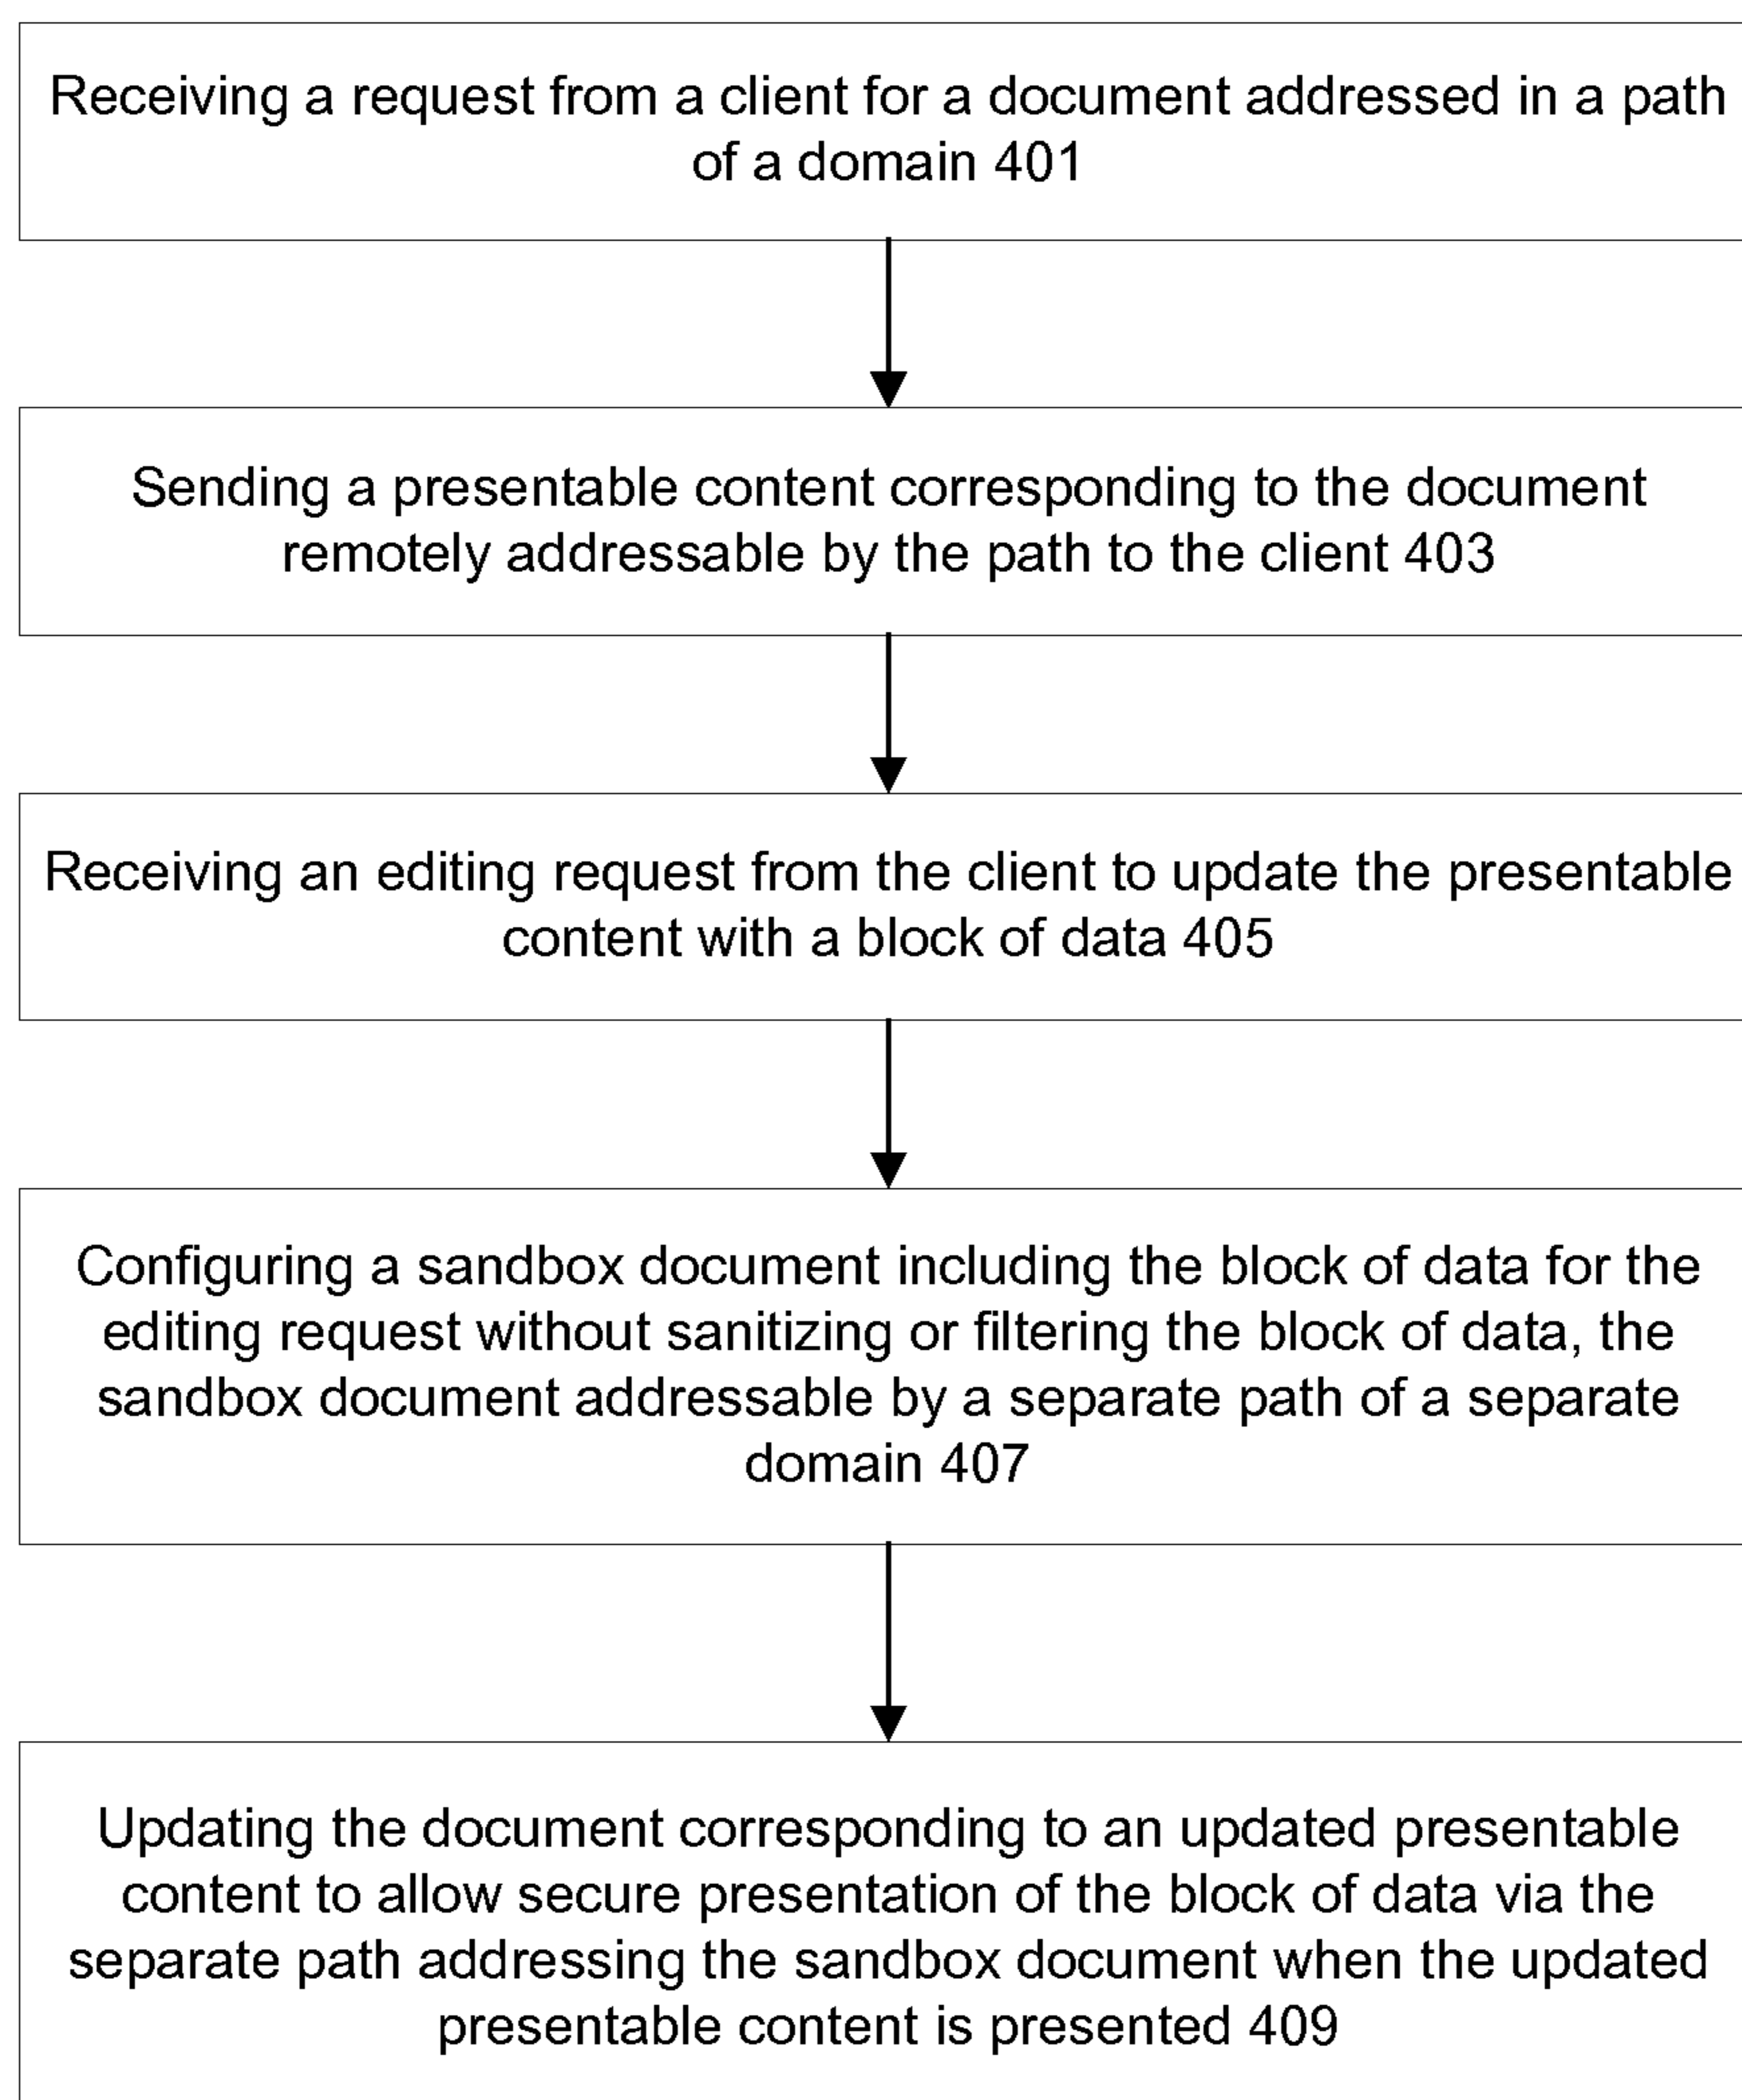 Receiving a request from a client for a document addressed in a path
of a domain 401
Sending a presentable content corresponding to the document
remotely addressable by the path to the client 403
Receiving an editing request from the client to update the presentable
content with a block of data 405
Configuring a sandbox document including the block of data for the
editing request without sanitizing or filtering the block of data, the
sandbox document addressable by a separate path of a separate
domain 407
Updating the document corresponding to an updated presentable
content to allow secure presentation of the block of data via the
separate path addressing the sandbox document when the updated
presentable content is presented 409